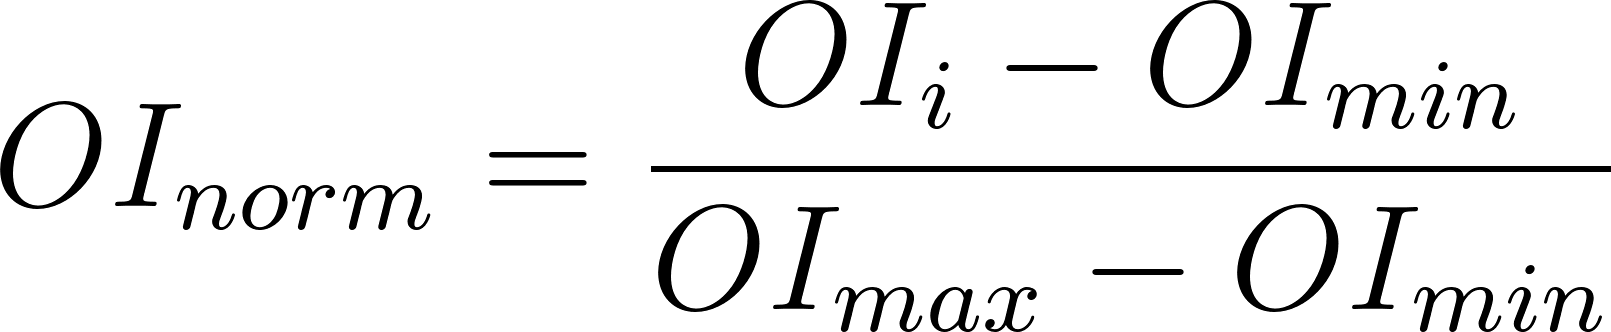 $OI_{norm} = \frac{OI_i - OI_{min}}{OI_{max} - OI_{min}}$